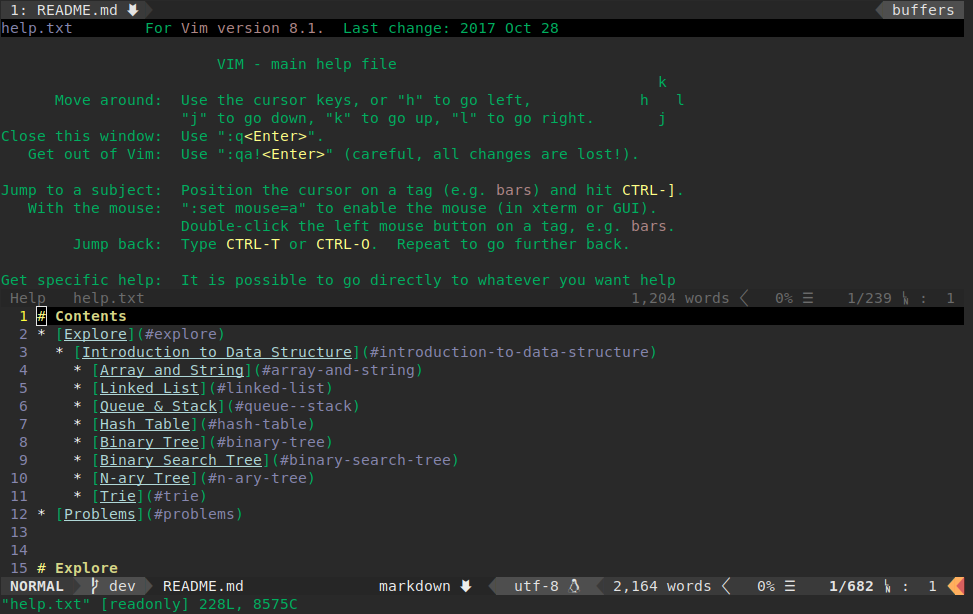 1: README.md buffers
help.txt For Vim version 8.1. Last change: 2017 Oct 28
VIM - main help file
k
Move around: Use the cursor keys, or "h" to go left, h l
"j" to go down, "k" to go up, "l" to go right. j
Close this window: Use ":q<Enter>".
Get out of Vim: Use ":qa!<Enter>" (careful, all changes are lost!).
Jump to a subject: Position the cursor on a tag (e.g. bars) and hit CTRL-].
With the mouse: ":set mouse=a" to enable the mouse (in xterm or GUI).
Double-click the left mouse button on a tag, e.g. bars.
Jump back: Type CTRL-T or CTRL-O. Repeat to go further back.
Get specific help: It is possible to go directly to whatever you want help
Help help.txt 1,204 words 0% ☰ 1/239 : 1
1 # Contents
2 * [Explore](#explore)
3 * [Introduction to Data Structure](#introduction-to-data-structure)
4 * [Array and String](#array-and-string)
5 * [Linked List](#linked-list)
6 * [Queue & Stack](#queue--stack)
7 * [Hash Table](#hash-table)
8 * [Binary Tree](#binary-tree)
9 * [Binary Search Tree](#binary-search-tree)
10 * [N-ary Tree](#n-ary-tree)
11 * [Trie](#trie)
12 * [Problems](#problems)
13
14
15 # Explore
NORMAL dev README.md markdown utf-8 2,164 words 0% ☰ 1/682 : 1
"help.txt" [readonly] 228L, 8575C